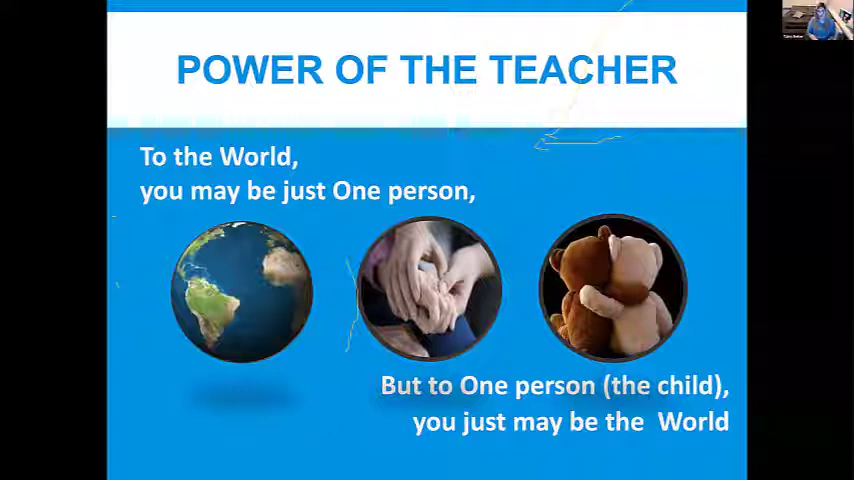 POWER OF THE TEACHER
To the World,
you may be just One person,
But to One person (the child),
you just may be the  World